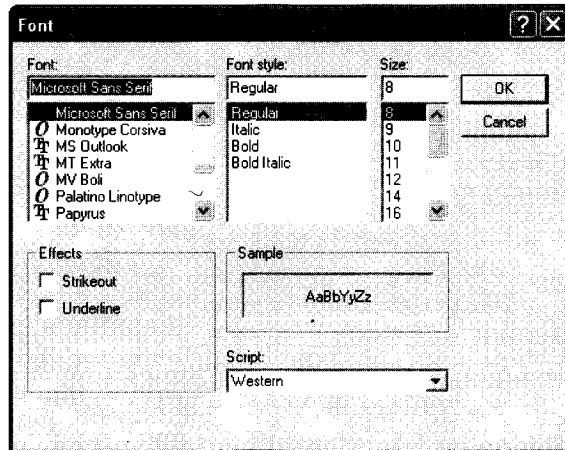 Font
Font:
Microsoft Sans Serif
Microsoft Sans Serif
Monotype Corsiva
MS Outlook
MT Extra
MV Boli
Palatino Linotype
Papyrus
Font style:
Regular
Regular
Italic
Bold
Bold Italic
Size:
8
8
9
10
11
12
14
16
OK
Cancel
Effects
Strikeout
Underline
Sample
AaBbYyZz
Script:
Western